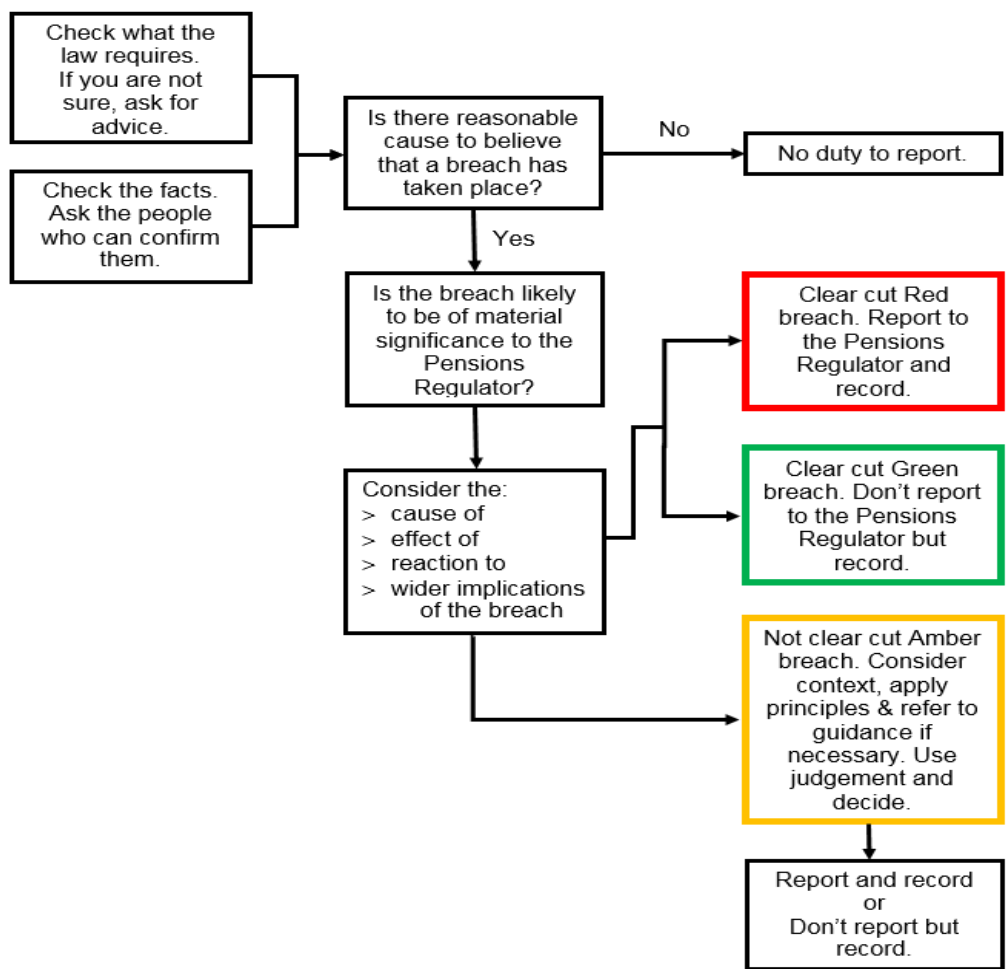 Check what the
law requires.
If you are not
sure, ask for
advice.
Check the facts.
Ask the people
who can confirm
them.
Is there reasonable
cause to believe
that a breach has
taken place?
No
No duty to report.
Yes
Is the breach likely
to be of material
significance to the
Pensions
Regulator?
Consider the:
> cause of
> effect of
> reaction to
> wider implications
of the breach
Clear cut Red
breach. Report to
the Pensions
Regulator and
record.
Clear cut Green
breach. Don’t report
to the Pensions
Regulator but
record.
Not clear cut Amber
breach. Consider
context, apply
principles & refer to
guidance if
necessary. Use
judgement and
decide.
Report and record
or
Don’t report but
record.